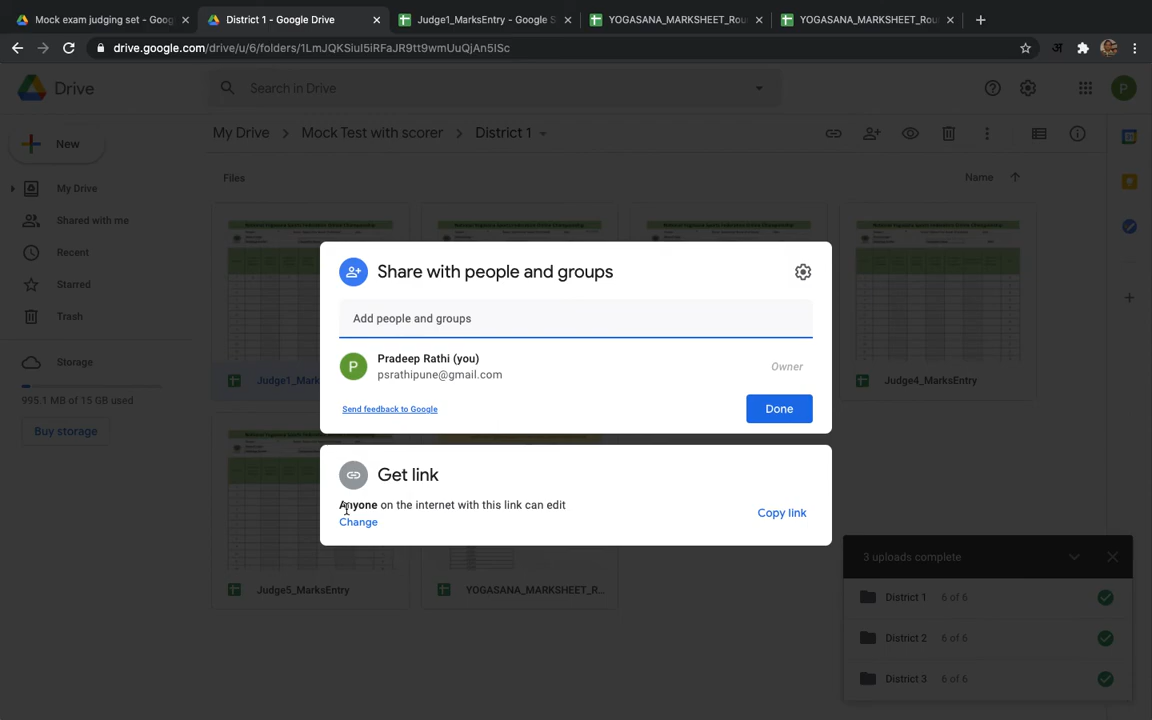 Mock exam judging set - Goog
District 1 - Google Drive
Judge1_MarksEntry - Google S
YOGASANA_MARKSHEET_Rou
YOGASANA_MARKSHEET_Rou
drive.google.com/drive/u/6/folders/1LmJQKSiuI5iRFaJR9tt9wmUuQjAn5ISc
अ
Drive
Search in Drive
P
New
My Drive > Mock Test with scorer > District 1
Files
Name
My Drive
Shared with me
Recent
Starred
Trash
Storage
995.1 MB of 15 GB used
Buy storage
Share with people and groups
Add people and groups
P
Pradeep Rathi (you)
psrathipune@gmail.com
Owner
Send feedback to Google
Done
Judge1_Mark
Judge4_MarksEntry
Get link
Anyone on the internet with this link can edit
Change
Copy link
3 uploads complete
District 1 6 of 6
District 2 6 of 6
District 3 6 of 6
Judge5_MarksEntry
YOGASANA_MARKSHEET_R...